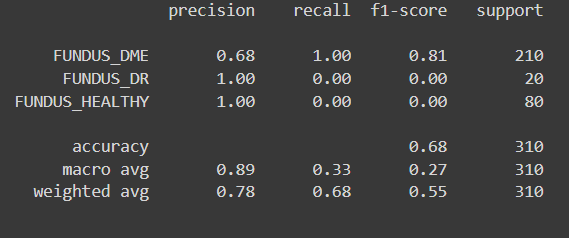 precision recall f1-score support
FUNDUS_DME 0.68 1.00 0.81 210
FUNDUS_DR 1.00 0.00 0.00 20
FUNDUS_HEALTHY 1.00 0.00 0.00 80
accuracy 0.68 310
macro avg 0.89 0.33 0.27 310
weighted avg 0.78 0.68 0.55 310